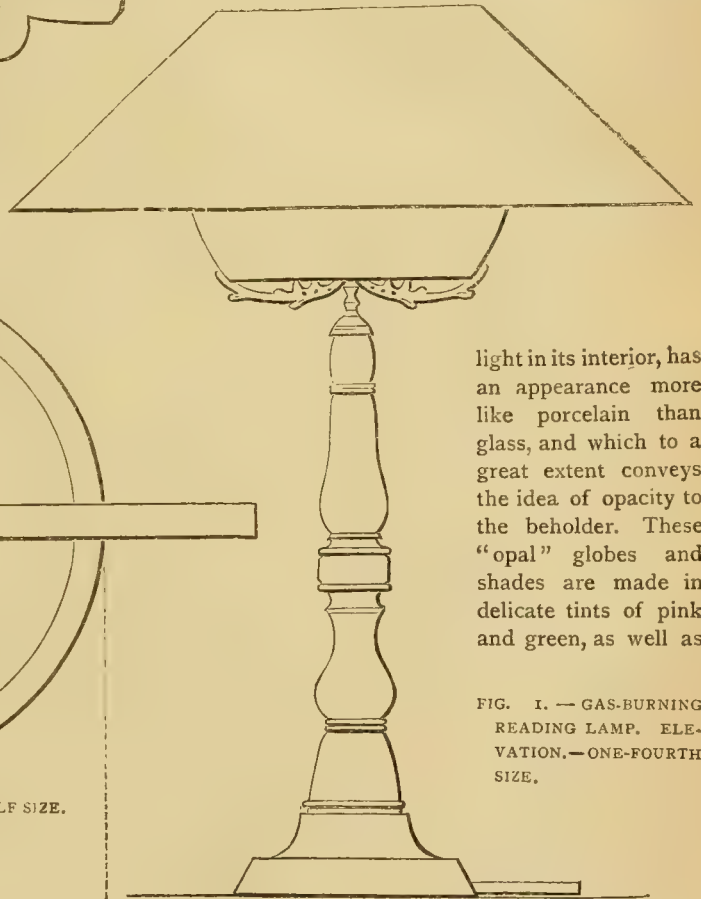 light in its interior, has
an appearance more
like porcelain than
glass, and which to a
great extent conveys
the idea of opacity to
the beholder. These
“opal” globes and
shades are made in
delicate tints of pink
and green, as well as
FIG. 1. — GAS-BURNING
READING LAMP. ELE-
VATION.—ONE-FOURTH
SIZE.
LF SIZE.